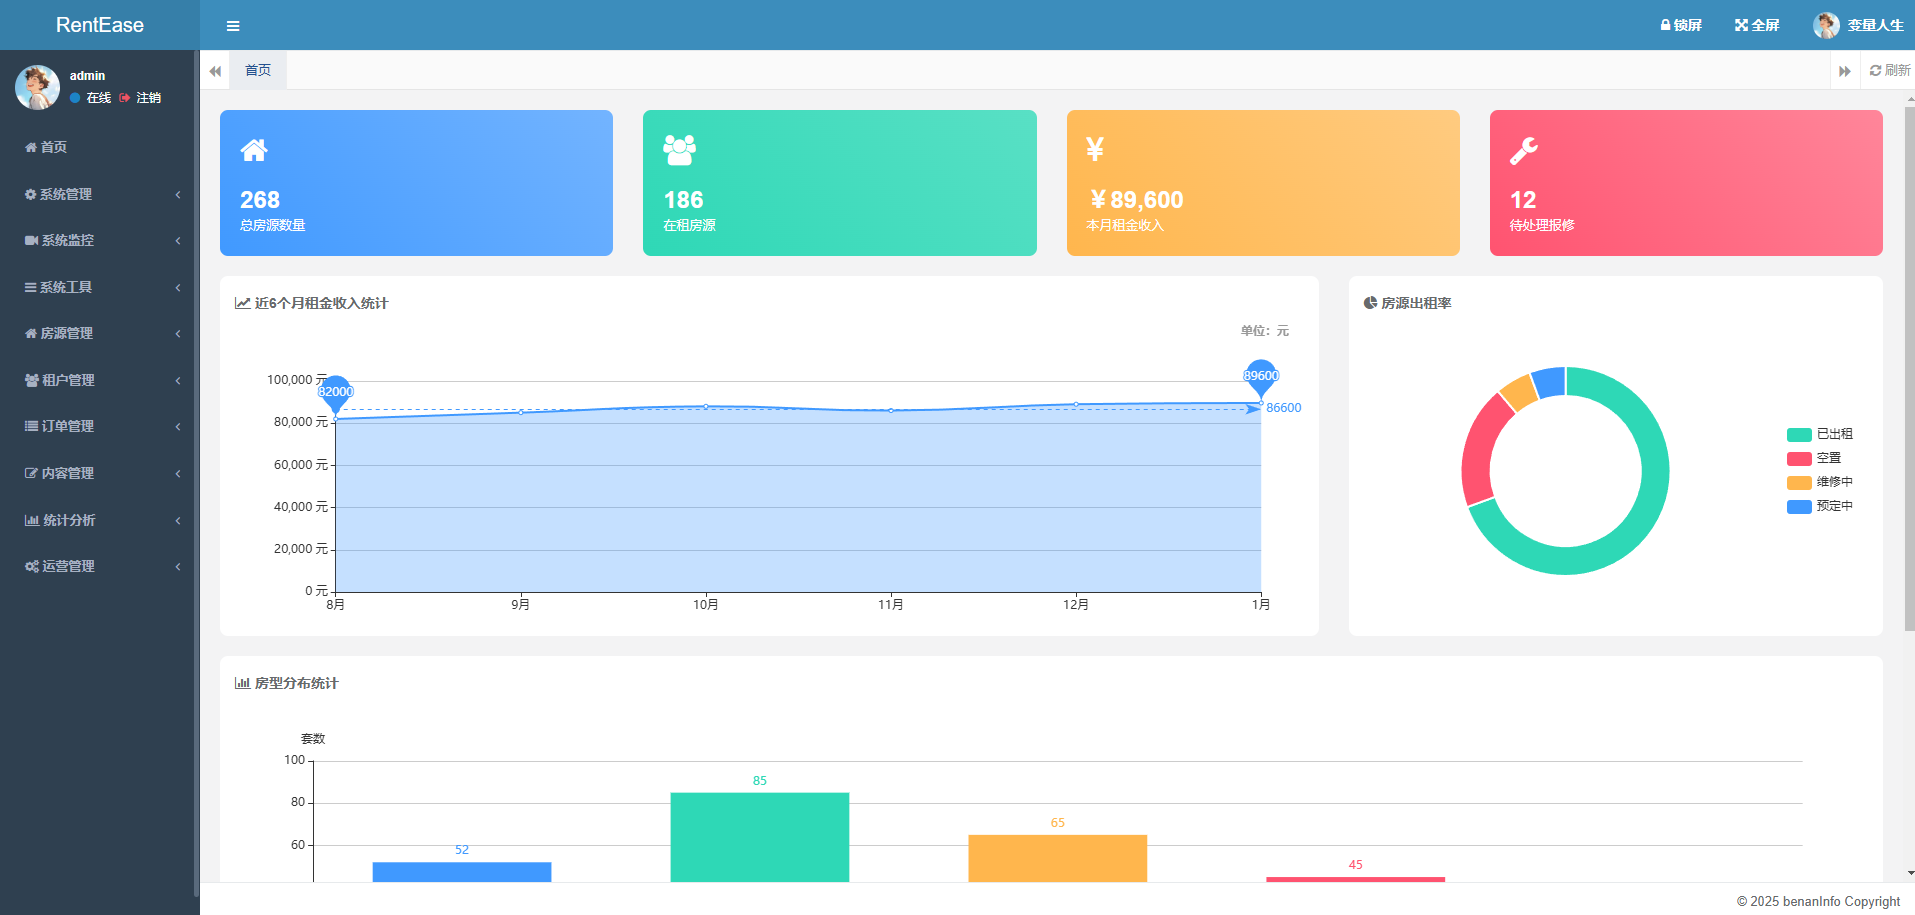 RentEase
锁屏
全屏
变量人生
admin
在线
注销
首页
系统管理
系统监控
系统工具
房源管理
租户管理
订单管理
内容管理
统计分析
运营管理
首页
刷新
268
总房源数量
186
在租房源
¥
￥89,600
本月租金收入
12
待处理报修
近6个月租金收入统计
单位：元
100,000 元
80,000 元
60,000 元
40,000 元
20,000 元
0 元
82000
89600
86600
8月
9月
10月
11月
12月
1月
房源出租率
已出租
空置
维修中
预定中
房型分布统计
套数
100
80
60
52
85
65
45
© 2025 benanInfo Copyright